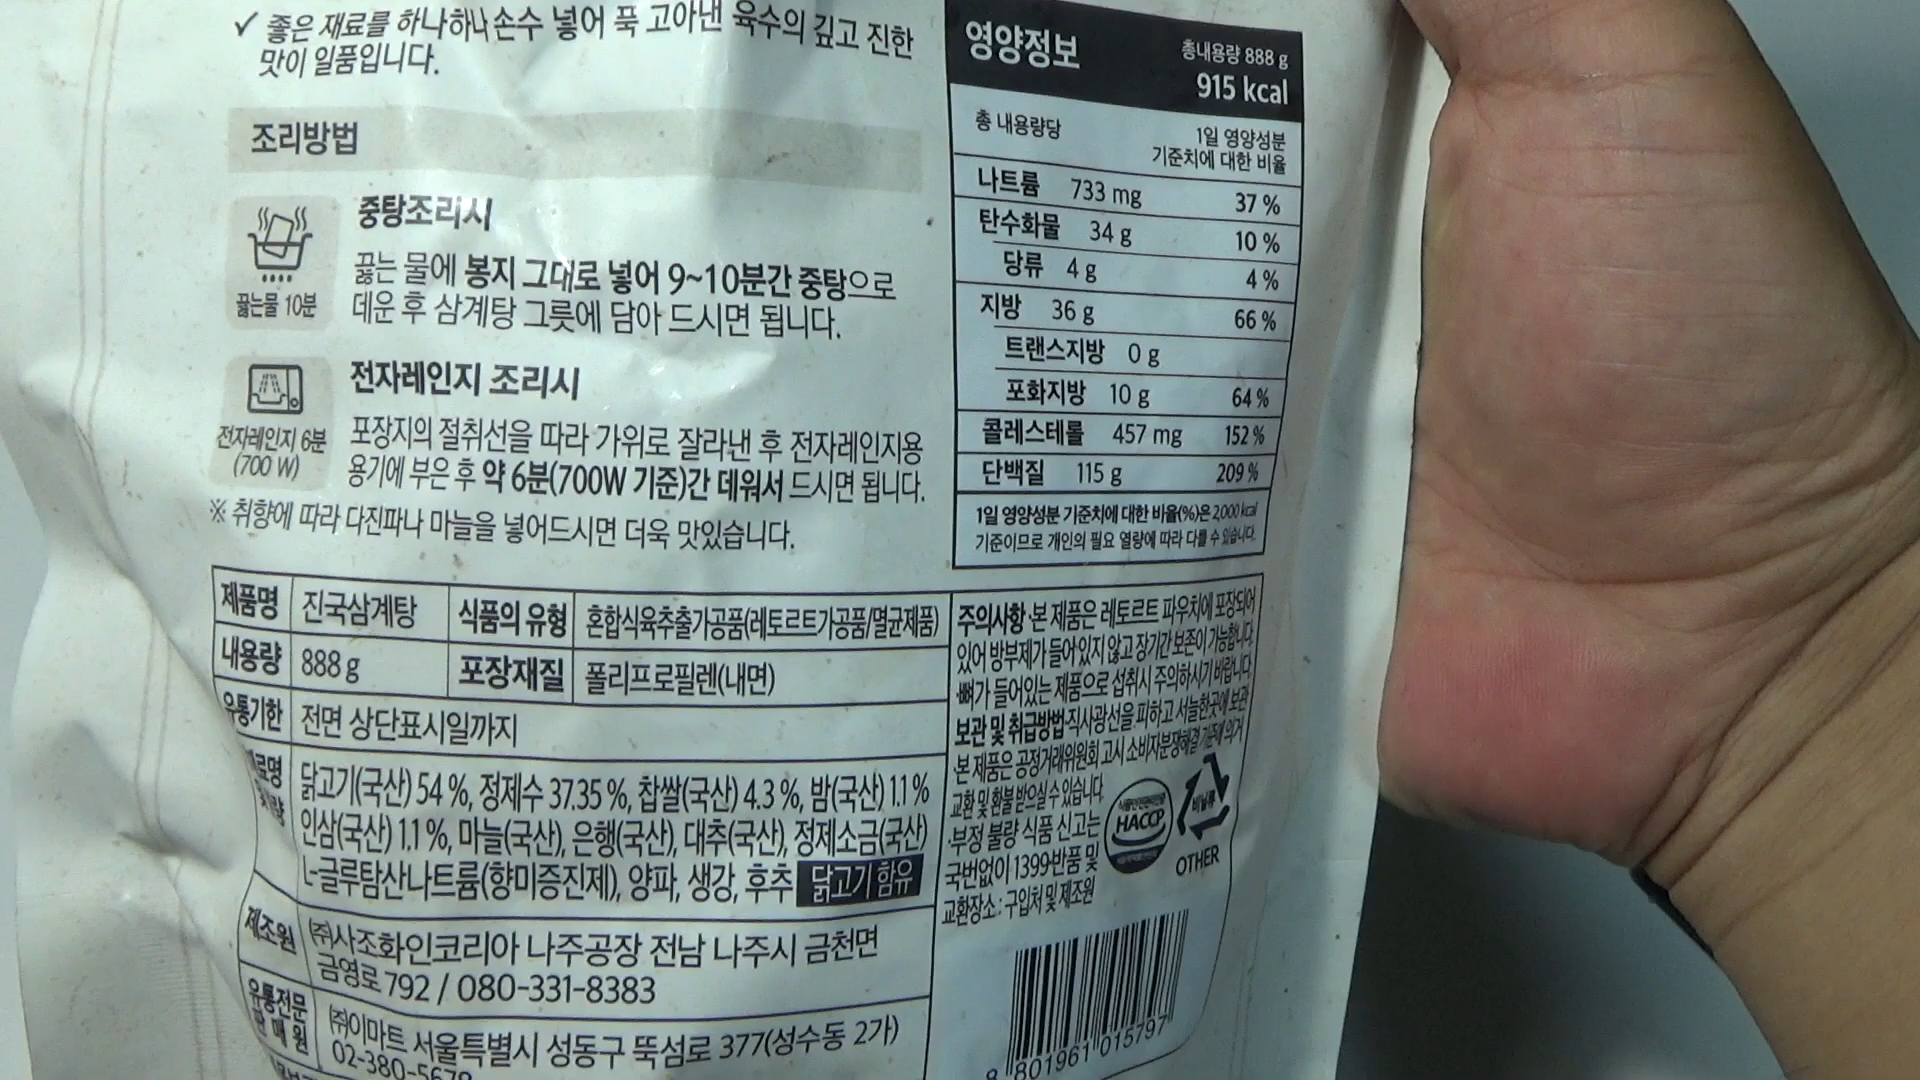 ✓ 좋은 재료를 하나하나 손수 넣어 푹 고아낸 육수의 깊고 진한
맛이 일품입니다.
조리방법
끓는물 10분
중탕조리시
끓는 물에 봉지 그대로 넣어 9~10분간 중탕으로
데운 후 삼계탕 그릇에 담아 드시면 됩니다.
전자레인지 6분
(700 W)
전자레인지 조리시
포장지의 절취선을 따라 가위로 잘라낸 후 전자레인지용
용기에 부은 후 약 6분(700W 기준)간 데워서 드시면 됩니다.
※ 취향에 따라 다진파나 마늘을 넣어드시면 더욱 맛있습니다.
영양정보
총내용량 888 g
915 kcal
총 내용량당
1일 영양성분
기준치에 대한 비율
나트륨 733 mg 37 %
탄수화물 34 g 10 %
당류 4 g 4 %
지방 36 g 66 %
트랜스지방 0 g
포화지방 10 g 64 %
콜레스테롤 457 mg 152 %
단백질 115 g 209 %
1일 영양성분 기준치에 대한 비율(%)은 2,000 kcal
기준이므로 개인의 필요 열량에 따라 다를 수 있습니다.
제품명 진국삼계탕 식품의 유형 혼합식육추출가공품(레토르트가공품/멸균제품)
내용량 888 g 포장재질 폴리프로필렌(내면)
유통기한 전면 상단표시일까지
닭고기(국산) 54 %, 정제수 37.35 %, 찹쌀(국산) 4.3 %, 밤(국산) 1.1 %
인삼(국산) 1.1 %, 마늘(국산), 은행(국산), 대추(국산), 정제소금(국산)
L-글루탐산나트륨(향미증진제), 양파, 생강, 후추 닭고기 함유
제조원 ㈜사조화인코리아 나주공장 전남 나주시 금천면
금영로 792 / 080-331-8383
유통전문
판매원
㈜이마트 서울특별시 성동구 뚝섬로 377(성수동 2가)
02-380-5678
주의사항·본 제품은 레토르트 파우치에 포장되어
있어 방부제가 들어 있지 않고 장기간 보존이 가능합니다.
·뼈가 들어있는 제품으로 섭취시 주의하시기 바랍니다.
보관 및 취급방법·직사광선을 피하고 서늘한곳에 보관
·본 제품은 공정거래위원회 고시 소비자분쟁해결 기준에 의거
교환 및 환불 받으실 수 있습니다.
·부정 불량 식품 신고는
국번없이 1399·반품 및
교환장소 : 구입처 및 제조원
HACCP
비닐류
OTHER
8 801961 015797